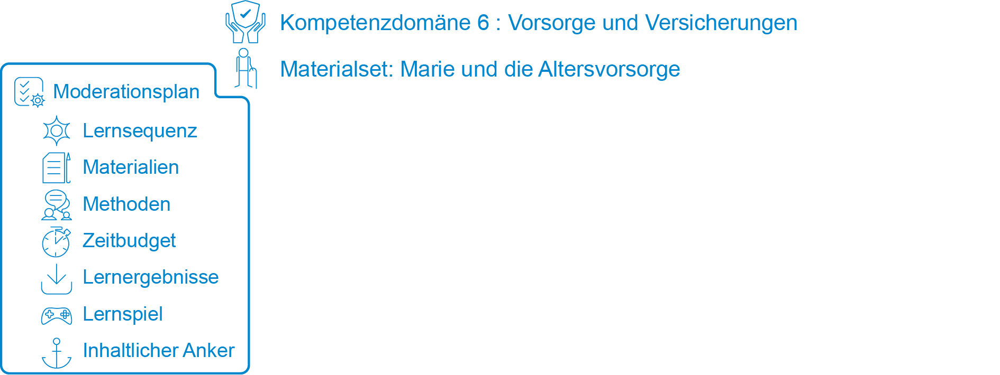 Kompetenzdomäne 6 : Vorsorge und Versicherungen
Materialset: Marie und die Altersvorsorge
Moderationsplan
Lernsequenz
Materialien
Methoden
Zeitbudget
Lernergebnisse
Lernspiel
Inhaltlicher Anker